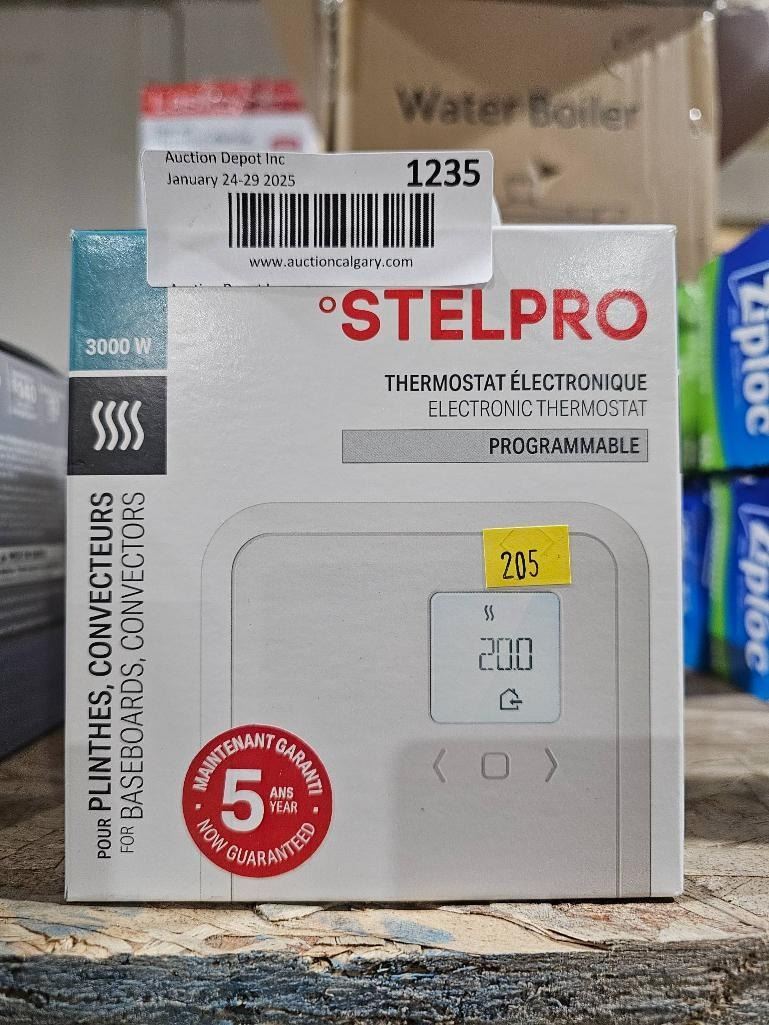 Water Boiler
Auction Depot Inc
January 24-29 2025
1235
www.auctioncalgary.com
°STELPRO
3000 W
THERMOSTAT ÉLECTRONIQUE
ELECTRONIC THERMOSTAT
PROGRAMMABLE
POUR PLINTHES, CONVECTEURS
FOR BASEBOARDS, CONVECTORS
205
20.0
MAINTENANT GARANTI
5 ANS
YEAR
NOW GUARANTEED
Ziploc
Ziploc